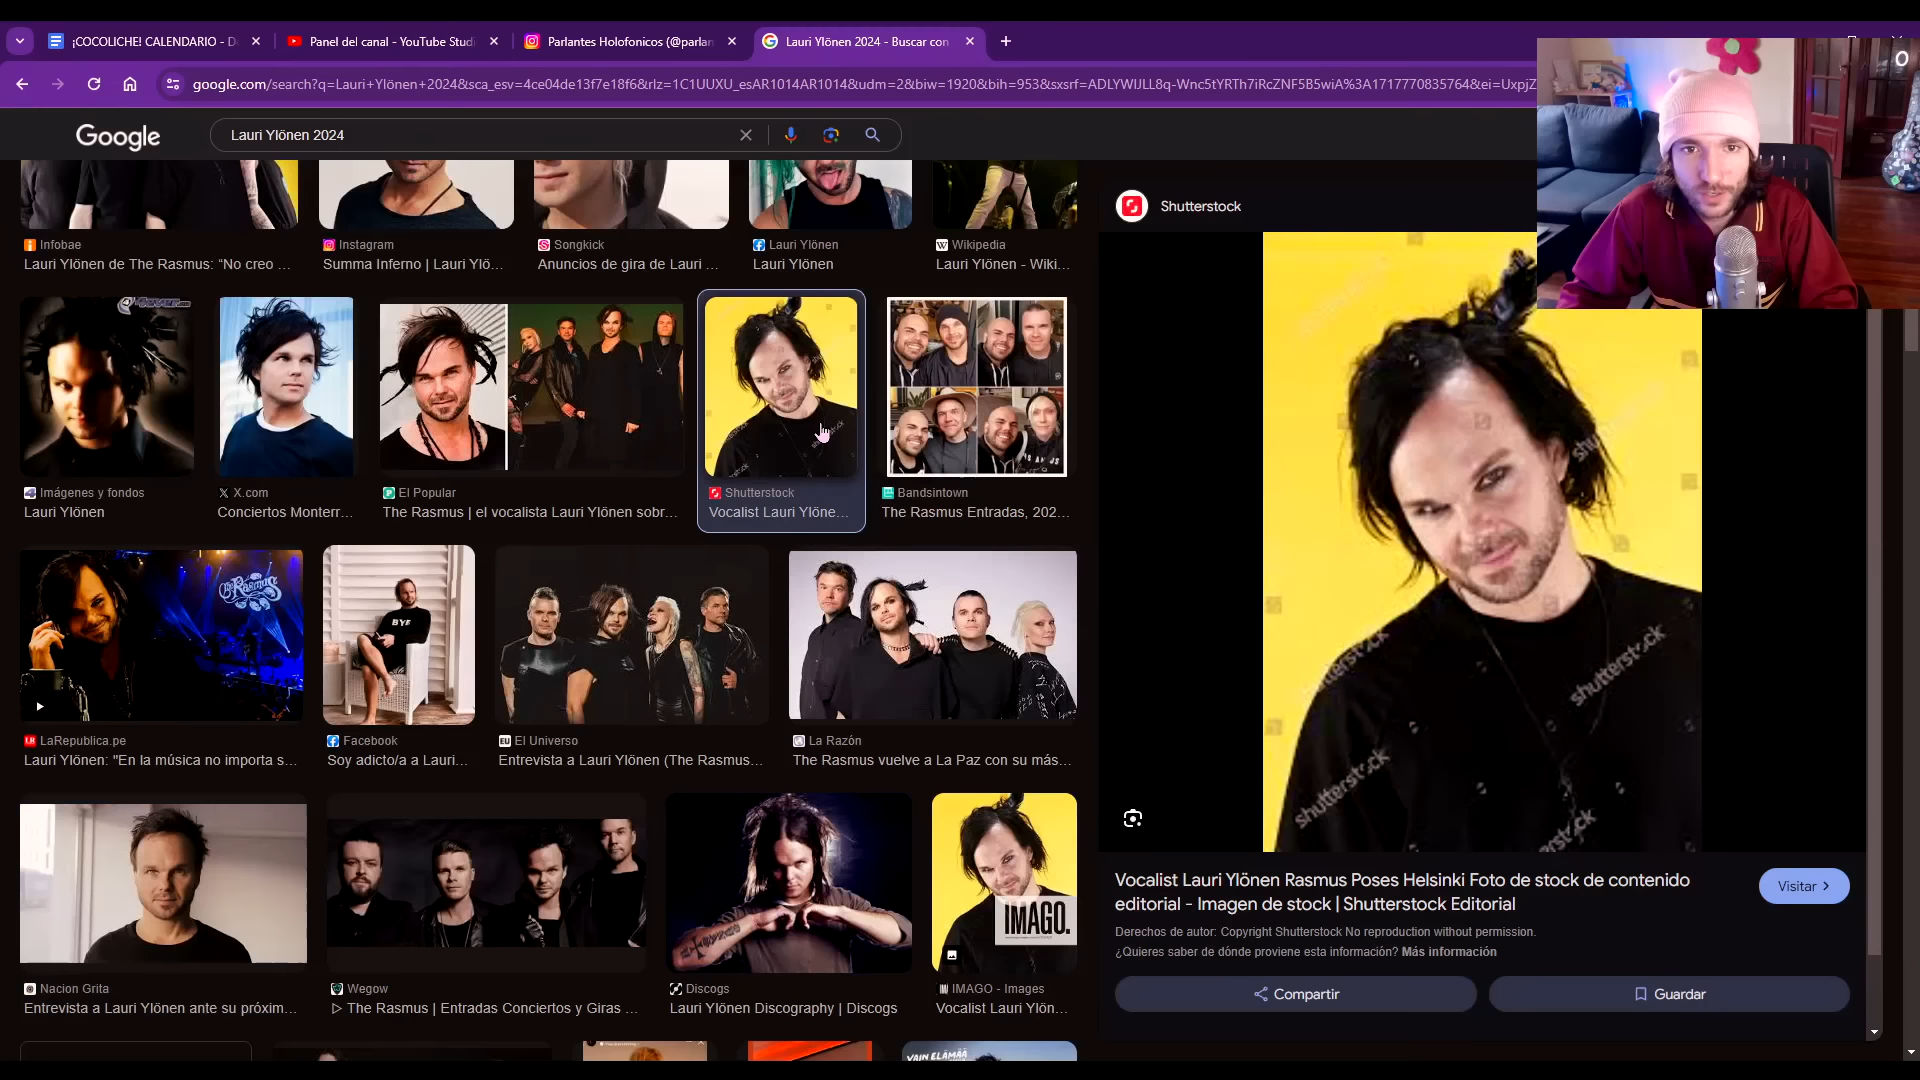 ¡COCOLICHE! CALENDARIO - D
Panel del canal - YouTube Studi
Parlantes Holofonicos (@parlan
Lauri Ylönen 2024 - Buscar con
google.com/search?q=Lauri+Ylönen+2024&sca_esv=4ce04de13f7e18f6&rlz=1C1UUXU_esAR1014AR1014&udm=2&biw=1920&bih=953&sxsrf=ADLYWIJLL8q-Wnc5tYRTh7iRcZNF5B5wiA%3A1717770835764&ei=UxpjZ
Google
Lauri Ylönen 2024
Shutterstock
Infobae
Lauri Ylönen de The Rasmus: “No creo ...
Instagram
Summa Inferno | Lauri Ylö...
Songkick
Anuncios de gira de Lauri ...
Lauri Ylönen
Lauri Ylönen
Wikipedia
Lauri Ylönen - Wiki...
Imágenes y fondos
Lauri Ylönen
X.com
Conciertos Monterr...
El Popular
The Rasmus | el vocalista Lauri Ylönen sobr...
Shutterstock
Vocalist Lauri Ylöne...
Bandsintown
The Rasmus Entradas, 202...
The Rasmus
BYE
LaRepublica.pe
Lauri Ylönen: "En la música no importa s...
Facebook
Soy adicto/a a Lauri...
El Universo
Entrevista a Lauri Ylönen (The Rasmus...
La Razón
The Rasmus vuelve a La Paz con su más...
shutterstock
shutterstock
shutterstock
IMAGO.
Nacion Grita
Entrevista a Lauri Ylönen ante su próxim...
Wegow
▷ The Rasmus | Entradas Conciertos y Giras ...
Discogs
Lauri Ylönen Discography | Discogs
IMAGO - Images
Vocalist Lauri Ylön...
VAIN ELÄMÄÄ
Vocalist Lauri Ylönen Rasmus Poses Helsinki Foto de stock de contenido
editorial - Imagen de stock | Shutterstock Editorial
Visitar
Derechos de autor: Copyright Shutterstock No reproduction without permission.
¿Quieres saber de dónde proviene esta información? Más información
Compartir
Guardar